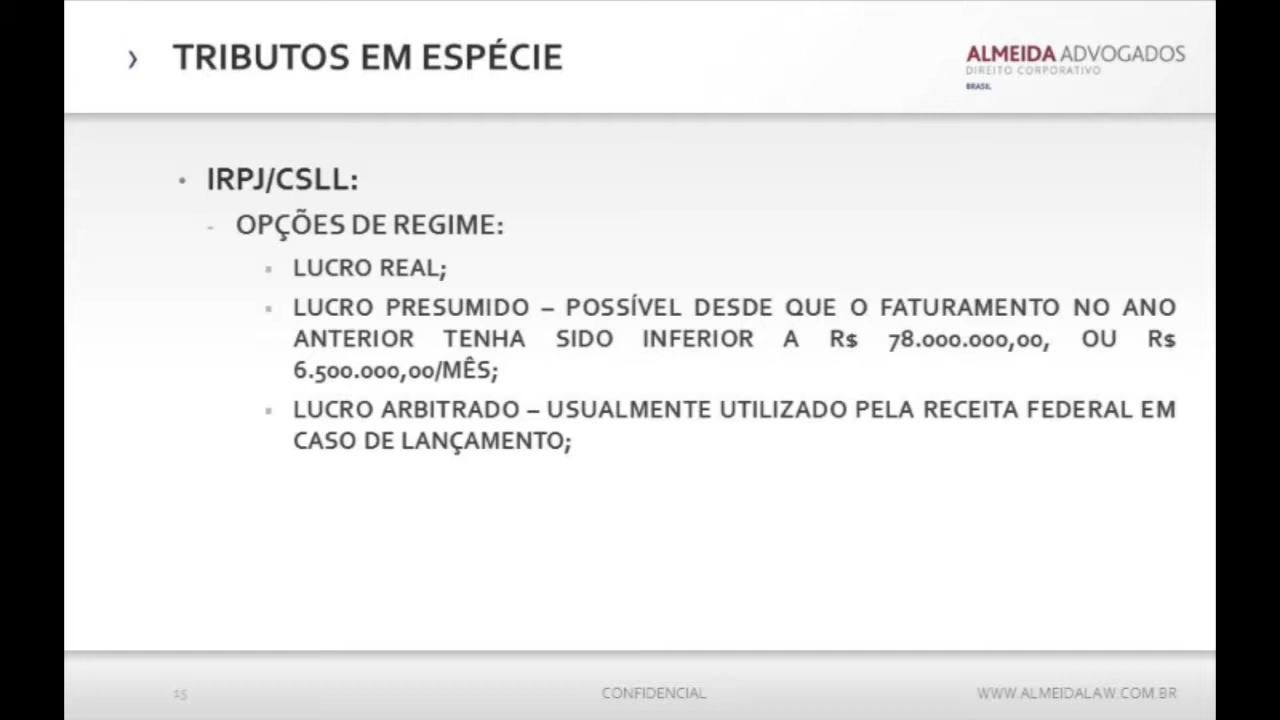 › TRIBUTOS EM ESPÉCIE
ALMEIDA ADVOGADOS
DIREITO CORPORATIVO
BRASIL
• IRPJ/CSLL:
- OPÇÕES DE REGIME:
▪ LUCRO REAL;
▪ LUCRO PRESUMIDO – POSSÍVEL DESDE QUE O FATURAMENTO NO ANO
ANTERIOR TENHA SIDO INFERIOR A R$ 78.000.000,00, OU R$
6.500.000,00/MÊS;
▪ LUCRO ARBITRADO – USUALMENTE UTILIZADO PELA RECEITA FEDERAL EM
CASO DE LANÇAMENTO;
15
CONFIDENCIAL
WWW.ALMEIDALAW.COM.BR